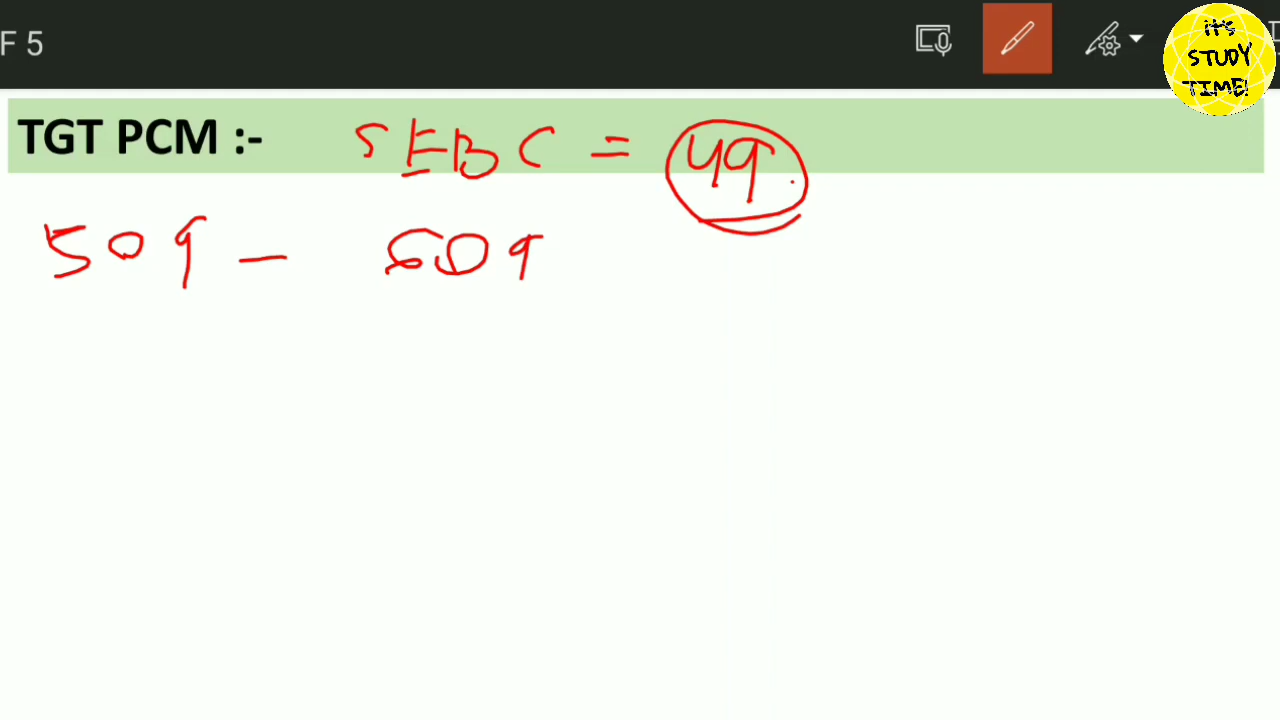 F 5
it's
STUDY
TIME!
TGT PCM :- SEBC = 49
509 - 609